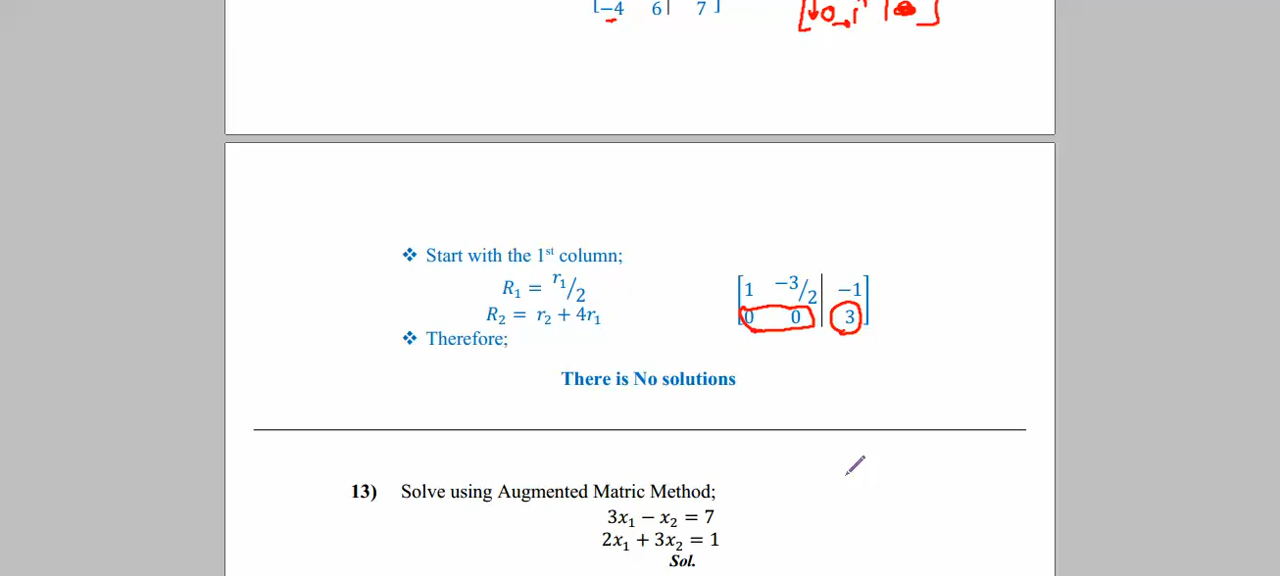 [−4 6| 7 ]
❖ Start with the 1st column;
R₁ = r₁/2
R₂ = r₂ + 4r₁
[1 −3/2 | −1]
[0 0 | 3]
❖ Therefore;
There is No solutions
13) Solve using Augmented Matric Method;
3x₁ − x₂ = 7
2x₁ + 3x₂ = 1
Sol.